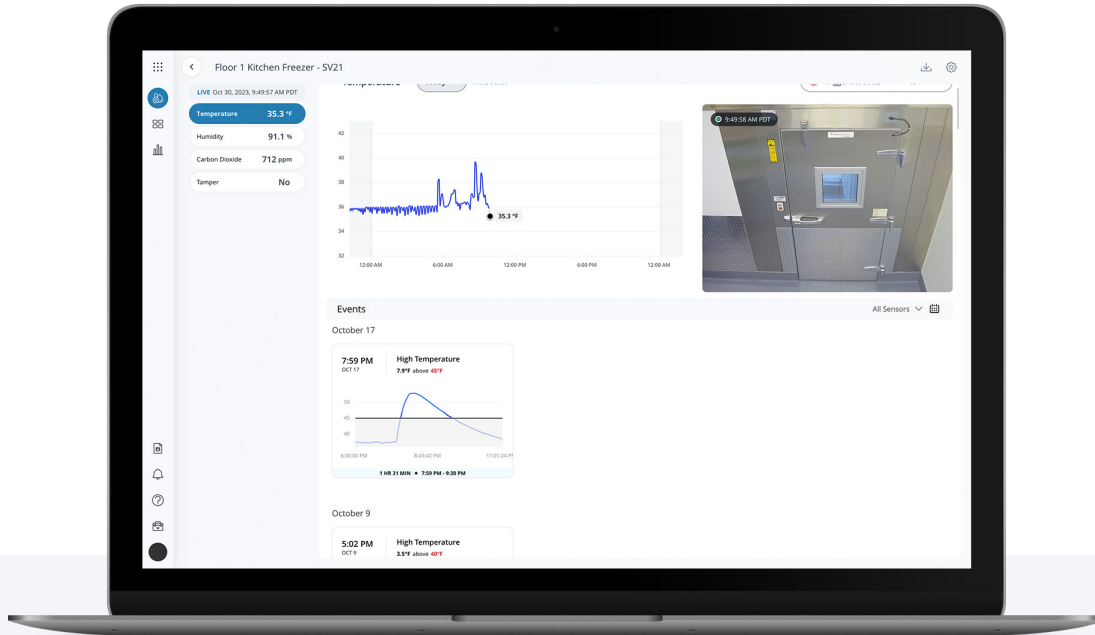 Floor 1 Kitchen Freezer - SV21
LIVE Oct 30, 2023, 9:49:57 AM PDT
Temperature 35.3 °F
Humidity 91.1 %
Carbon Dioxide 712 ppm
Tamper No
42
40
38
36
34
32
35.3 °F
12:00 AM 6:00 AM 12:00 PM 6:00 PM 12:00 AM
9:49:58 AM PDT
Events
All Sensors
October 17
7:59 PM
OCT 17
High Temperature
7.9°F above 45°F
50
45
40
6:30:00 PM 8:45:42 PM 11:01:24 PM
1 HR 31 MIN • 7:59 PM - 9:30 PM
October 9
5:02 PM
OCT 9
High Temperature
3.5°F above 40°F